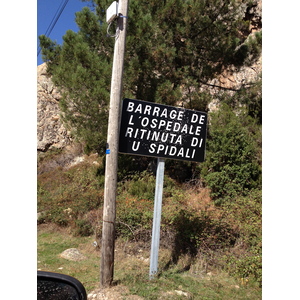 BARRAGE DE
L'OSPEDALE
RITINUTA DI
U SPIDALI